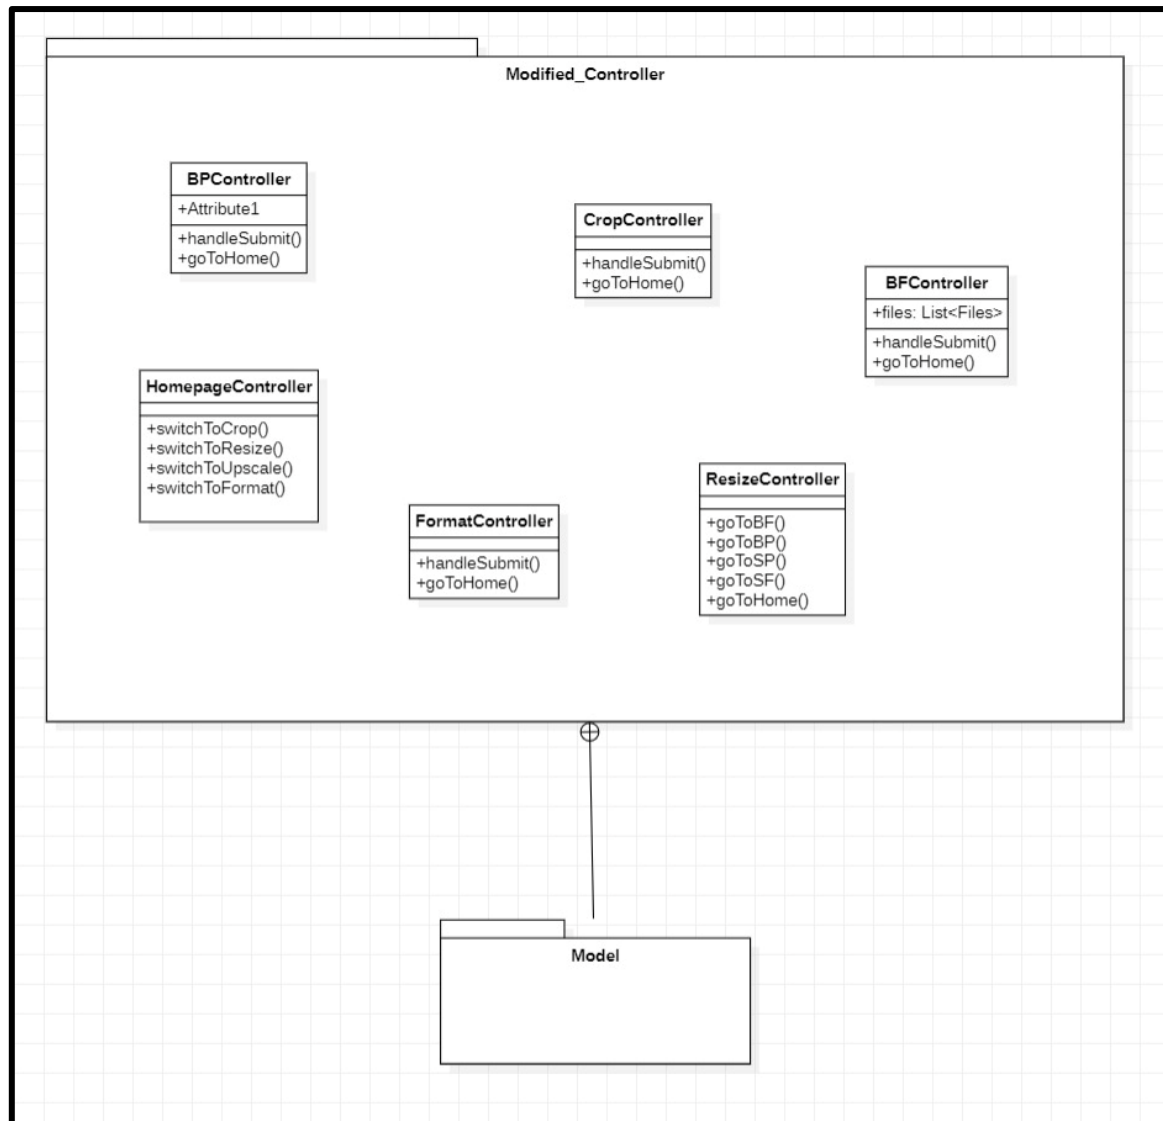 Modified_Controller
BPController
+Attribute1
+handleSubmit()
+goToHome()
CropController
+handleSubmit()
+goToHome()
BFController
+files: List<Files>
+handleSubmit()
+goToHome()
HomepageController
+switchToCrop()
+switchToResize()
+switchToUpscale()
+switchToFormat()
FormatController
+handleSubmit()
+goToHome()
ResizeController
+goToBF()
+goToBP()
+goToSP()
+goToSF()
+goToHome()
Model